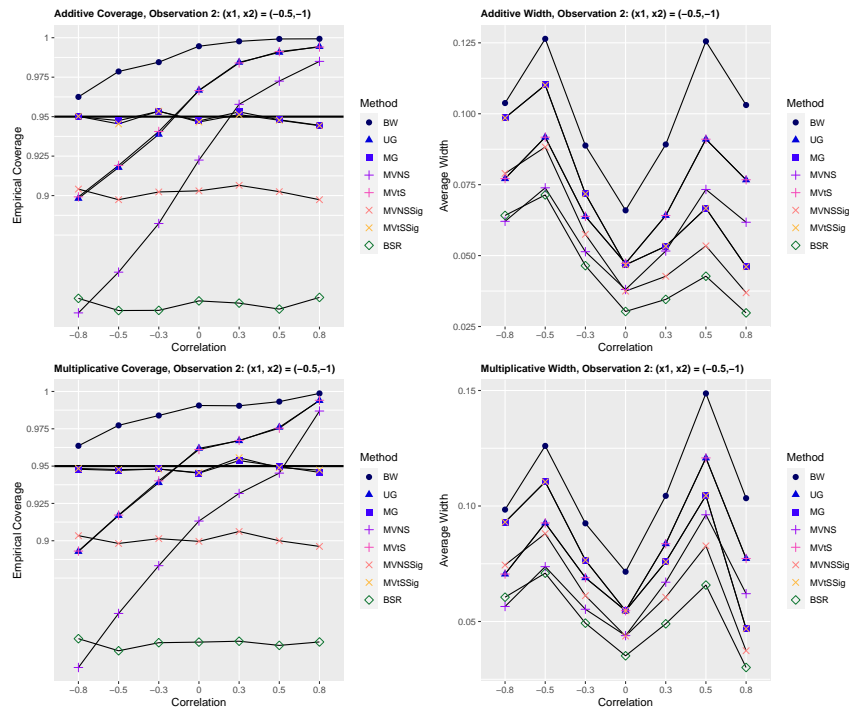 Additive Coverage, Observation 2: (x1, x2) = (−0.5,−1)
Empirical Coverage
1
0.975
0.95
0.925
0.9
−0.8
−0.5
−0.3
0
0.3
0.5
0.8
Correlation
Method
BW
UG
MG
MVNS
MVtS
MVNSSig
MVtSSig
BSR
Additive Width, Observation 2: (x1, x2) = (−0.5,−1)
Average Width
0.125
0.100
0.075
0.050
0.025
−0.8
−0.5
−0.3
0
0.3
0.5
0.8
Correlation
Method
BW
UG
MG
MVNS
MVtS
MVNSSig
MVtSSig
BSR
Multiplicative Coverage, Observation 2: (x1, x2) = (−0.5,−1)
Empirical Coverage
1
0.975
0.95
0.925
0.9
−0.8
−0.5
−0.3
0
0.3
0.5
0.8
Correlation
Method
BW
UG
MG
MVNS
MVtS
MVNSSig
MVtSSig
BSR
Multiplicative Width, Observation 2: (x1, x2) = (−0.5,−1)
Average Width
0.15
0.10
0.05
−0.8
−0.5
−0.3
0
0.3
0.5
0.8
Correlation
Method
BW
UG
MG
MVNS
MVtS
MVNSSig
MVtSSig
BSR